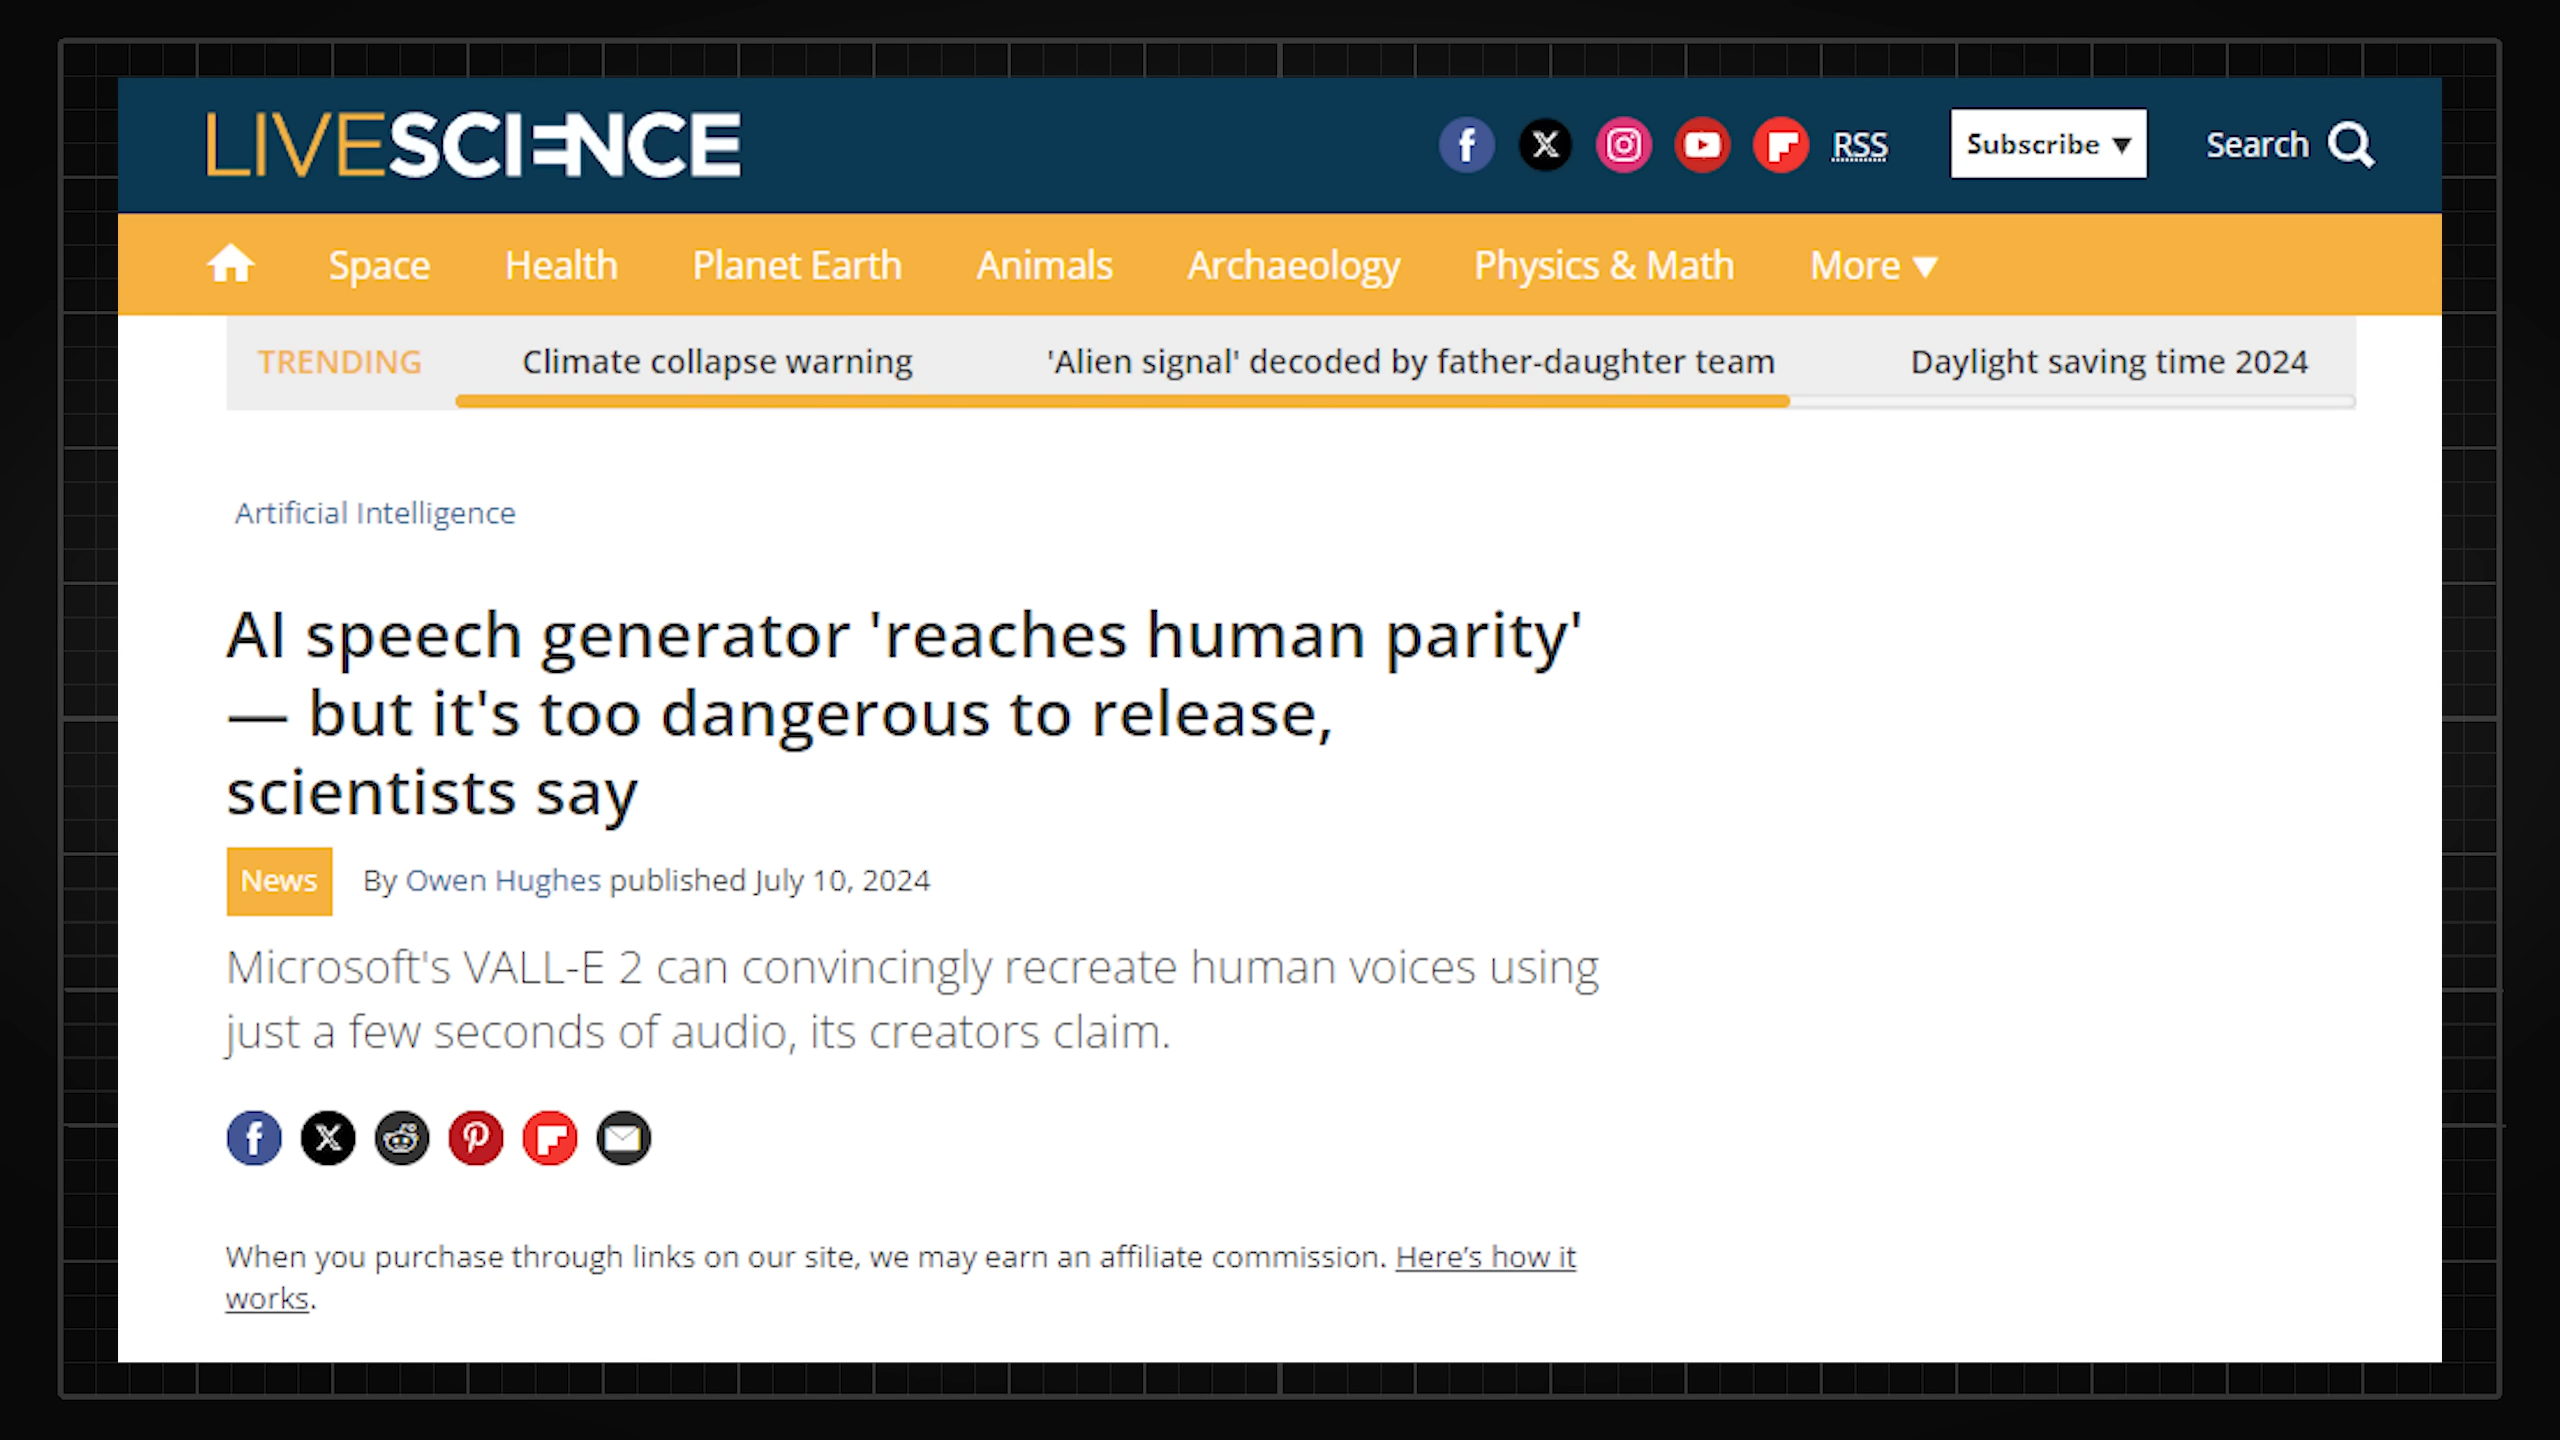 LIVESCIENCE
RSS
Subscribe ▼
Search
Space Health Planet Earth Animals Archaeology Physics & Math More ▼
TRENDING Climate collapse warning 'Alien signal' decoded by father-daughter team Daylight saving time 2024
Artificial Intelligence
AI speech generator 'reaches human parity'
— but it's too dangerous to release,
scientists say
News By Owen Hughes published July 10, 2024
Microsoft's VALL-E 2 can convincingly recreate human voices using
just a few seconds of audio, its creators claim.
When you purchase through links on our site, we may earn an affiliate commission. Here’s how it
works.